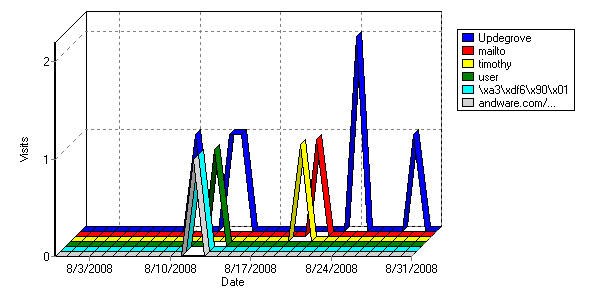 2
1
0
Visits
8/3/2008
8/10/2008
8/17/2008
8/24/2008
8/31/2008
Date
Updegrove
mailto
timothy
user
\xa3\xdf6\x90\x01
andware.com/...